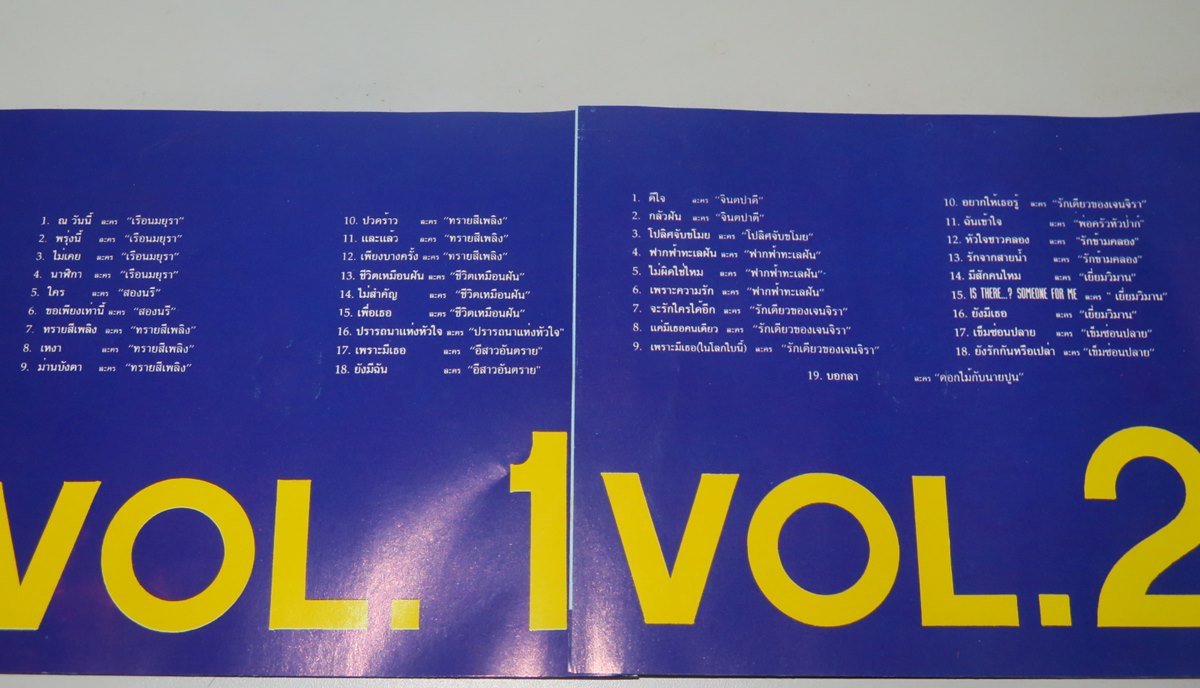 1. ณ วันนี้ ละคร "เรือนมยุรา"
2. พรุ่งนี้ ละคร "เรือนมยุรา"
3. ไม่เคย ละคร "เรือนมยุรา"
4. นาฬิกา ละคร "เรือนมยุรา"
5. ใคร ละคร "สองนรี"
6. ขอเพียงเท่านี้ ละคร "สองนรี"
7. ทรายสีเพลิง ละคร "ทรายสีเพลิง"
8. เหงา ละคร "ทรายสีเพลิง"
9. ม่านบังตา ละคร "ทรายสีเพลิง"
10. ปวดร้าว ละคร "ทรายสีเพลิง"
11. และแล้ว ละคร "ทรายสีเพลิง"
12. เพียงบางครั้ง ละคร "ทรายสีเพลิง"
13. ชีวิตเหมือนฝัน ละคร "ชีวิตเหมือนฝัน"
14. ไม่สำคัญ ละคร "ชีวิตเหมือนฝัน"
15. เพื่อเธอ ละคร "ชีวิตเหมือนฝัน"
16. ปรารถนาแห่งหัวใจ ละคร "ปรารถนาแห่งหัวใจ"
17. เพราะมีเธอ ละคร "อีสาวอันตราย"
18. ยังมีฉัน ละคร "อีสาวอันตราย"
VOL. 1
1. ดีใจ ละคร "จินตปาตี"
2. กลัวฝัน ละคร "จินตปาตี"
3. โปลิศจับขโมย ละคร "โปลิศจับขโมย"
4. ฟากฟ้าทะเลฝัน ละคร "ฟากฟ้าทะเลฝัน"
5. ไม่ผิดใช่ไหม ละคร "ฟากฟ้าทะเลฝัน"
6. เพราะความรัก ละคร "ฟากฟ้าทะเลฝัน"
7. จะรักใครได้อีก ละคร "รักเดียวของเจนจิรา"
8. แค่มีเธอคนเดียว ละคร "รักเดียวของเจนจิรา"
9. เพราะมีเธอ(ในโลกใบนี้) ละคร "รักเดียวของเจนจิรา"
10. อยากให้เธอรู้ ละคร "รักเดียวของเจนจิรา"
11. ฉันเข้าใจ ละคร "พ่อครัวหัวป่าก์"
12. หัวใจชาวคลอง ละคร "รักข้ามคลอง"
13. รักจากสายน้ำ ละคร "รักข้ามคลอง"
14. มีสักคนไหม ละคร "เยี่ยมวิมาน"
15. IS THERE...? SOMEONE FOR ME ละคร "เยี่ยมวิมาน"
16. ยังมีเธอ ละคร "เยี่ยมวิมาน"
17. เข็มซ่อนปลาย ละคร "เข็มซ่อนปลาย"
18. ยังรักกันหรือเปล่า ละคร "เข็มซ่อนปลาย"
19. บอกลา ละคร "ดอกไม้กับนายปูน"
VOL. 2